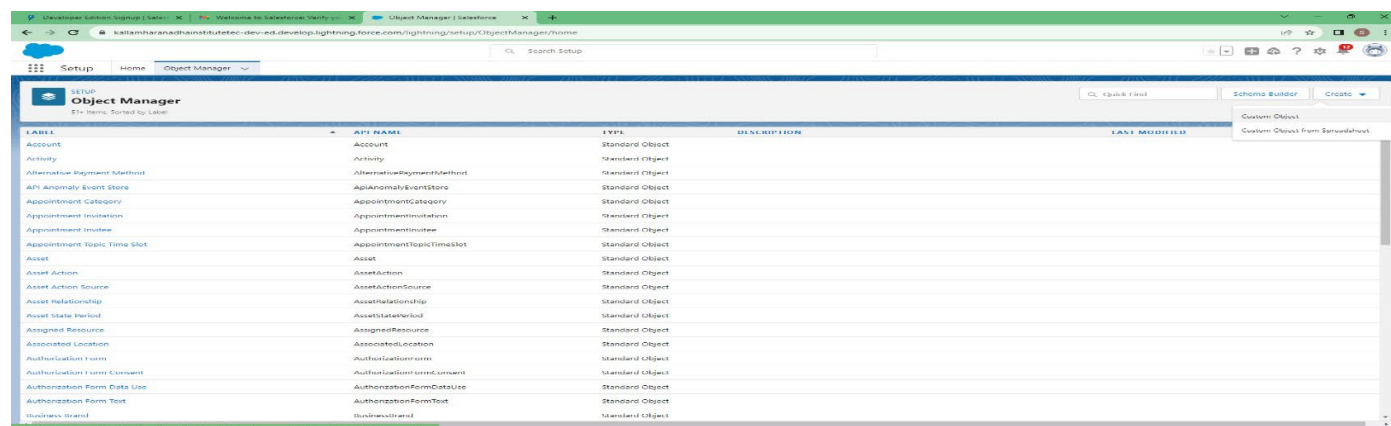 Developer Edition Signup | Sales
Welcome to Salesforce: Verify yo
Object Manager | Salesforce
kallamharanadhainstitutetec-dev-ed.develop.lightning.force.com/lightning/setup/ObjectManager/home
Search Setup
12
Setup Home Object Manager
SETUP
Object Manager
51+ Items, Sorted by Label
Quick Find
Schema Builder
Create
Custom Object
Custom Object from Spreadsheet
LABEL API NAME TYPE DESCRIPTION LAST MODIFIED
Account Account Standard Object
Activity Activity Standard Object
Alternative Payment Method AlternativePaymentMethod Standard Object
API Anomaly Event Store ApiAnomalyEventStore Standard Object
Appointment Category AppointmentCategory Standard Object
Appointment Invitation AppointmentInvitation Standard Object
Appointment Invitee AppointmentInvitee Standard Object
Appointment Topic Time Slot AppointmentTopicTimeSlot Standard Object
Asset Asset Standard Object
Asset Action AssetAction Standard Object
Asset Action Source AssetActionSource Standard Object
Asset Relationship AssetRelationship Standard Object
Asset State Period AssetStatePeriod Standard Object
Assigned Resource AssignedResource Standard Object
Associated Location AssociatedLocation Standard Object
Authorization Form AuthorizationForm Standard Object
Authorization Form Consent AuthorizationFormConsent Standard Object
Authorization Form Data Use AuthorizationFormDataUse Standard Object
Authorization Form Text AuthorizationFormText Standard Object
Business Brand BusinessBrand Standard Object